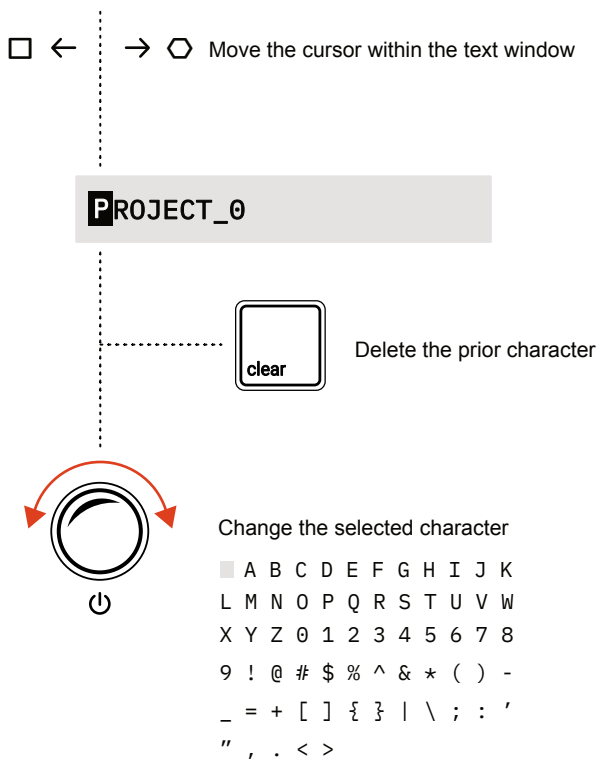 Move the cursor within the text window
PROJECT_0
clear
Delete the prior character
Change the selected character
A B C D E F G H I J K
L M N O P Q R S T U V W
X Y Z 0 1 2 3 4 5 6 7 8
9 ! @ # $ % ^ & * ( ) -
_ = + [ ] { } | \ ; : ′
″ , . < >